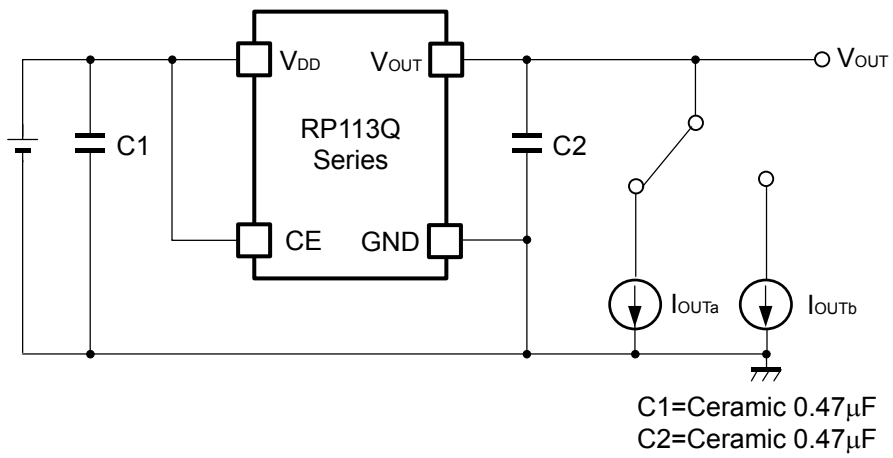 VDD
VOUT
VOUT
RP113Q
Series
C1
C2
CE
GND
IOUTa
IOUTb
C1=Ceramic 0.47μF
C2=Ceramic 0.47μF